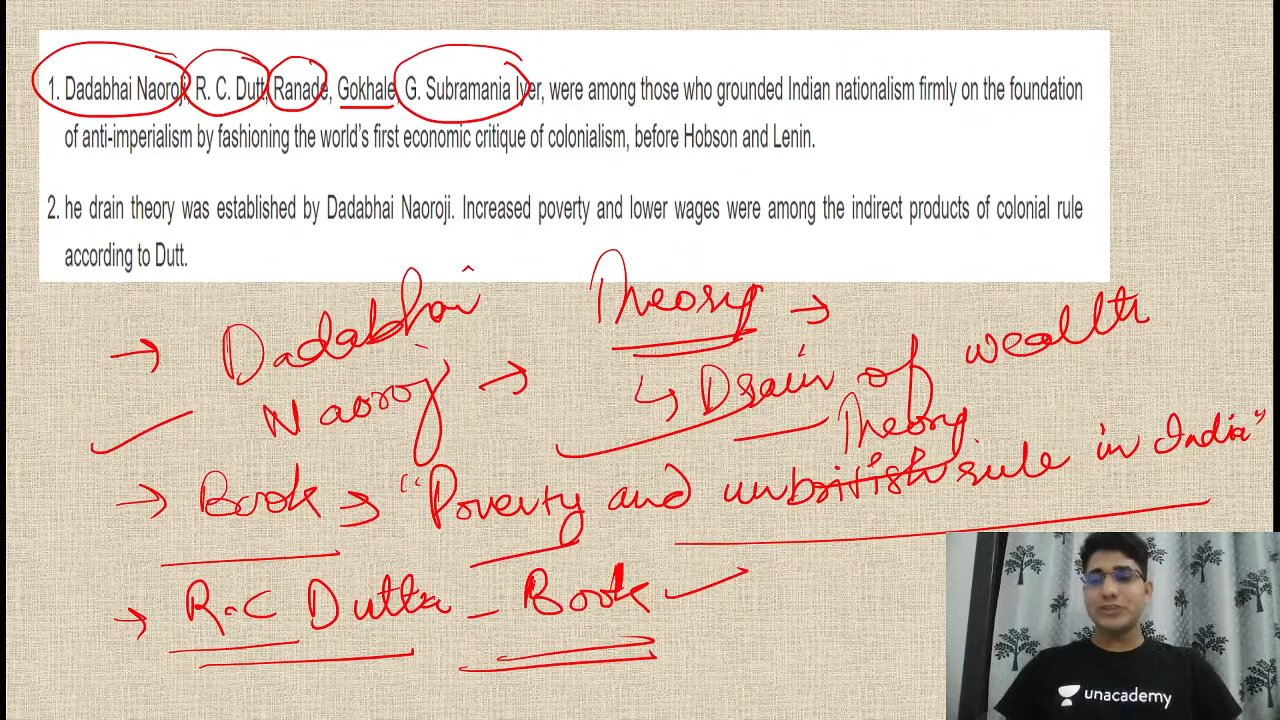 1. Dadabhai Naoroji, R. C. Dutt, Ranade, Gokhale, G. Subramania Iyer, were among those who grounded Indian nationalism firmly on the foundation
of anti-imperialism by fashioning the world's first economic critique of colonialism, before Hobson and Lenin.
2. he drain theory was established by Dadabhai Naoroji. Increased poverty and lower wages were among the indirect products of colonial rule
according to Dutt.
→ Dadabhai Theory →
Naoroji → ↳ Drain of wealth
Theory
→ Book → "Poverty and unbritish rule in India"
→ R.C Dutta - Book
unacademy